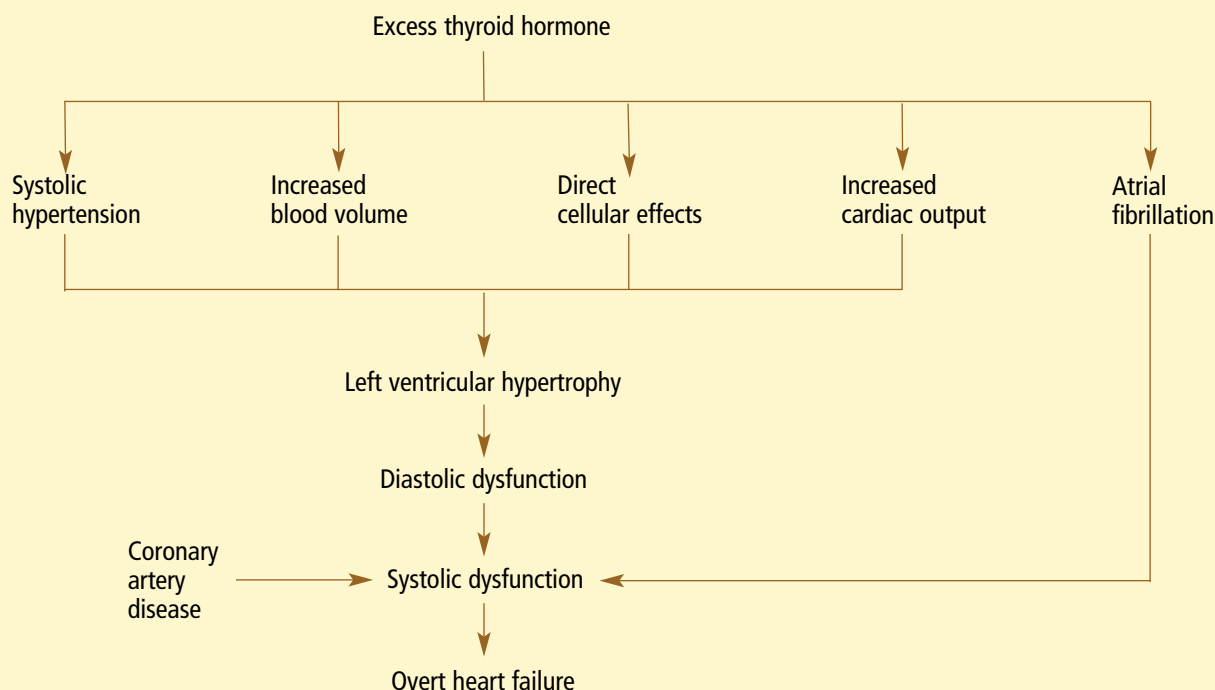 Excess thyroid hormone
Systolic
hypertension
Increased
blood volume
Direct
cellular effects
Increased
cardiac output
Atrial
fibrillation
Left ventricular hypertrophy
Diastolic dysfunction
Coronary
artery
disease
Systolic dysfunction
Overt heart failure